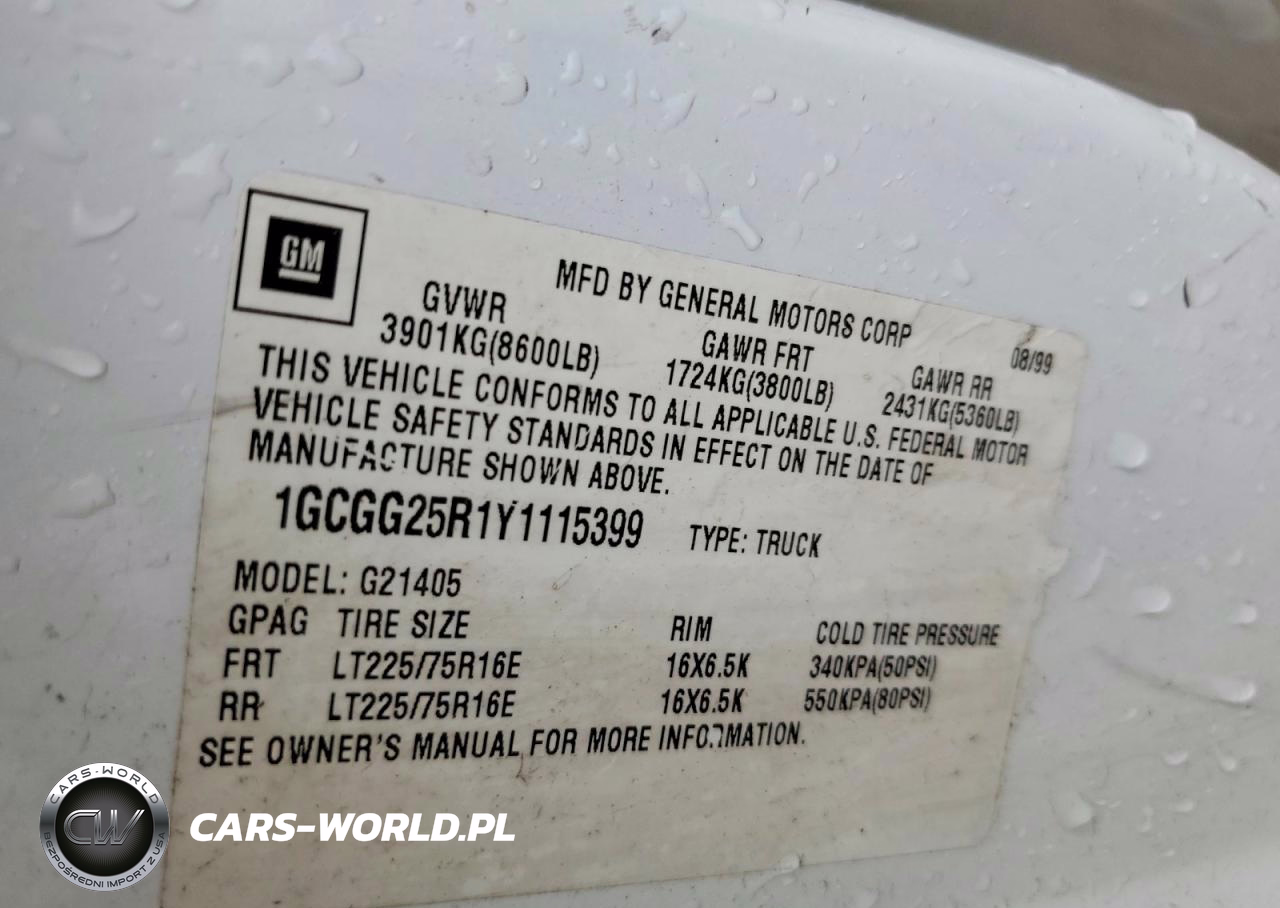 GM
MFD BY GENERAL MOTORS CORP
08/99
GVWR
GAWR FRT
GAWR RR
3901KG(8600LB)
1724KG(3800LB)
2431KG(5360LB)
THIS VEHICLE CONFORMS TO ALL APPLICABLE U.S. FEDERAL MOTOR
VEHICLE SAFETY STANDARDS IN EFFECT ON THE DATE OF
MANUFACTURE SHOWN ABOVE.
1GCGG25R1Y1115399 TYPE: TRUCK
MODEL: G21405
GPAG TIRE SIZE RIM COLD TIRE PRESSURE
FRT LT225/75R16E 16X6.5K 340KPA(50PSI)
RR LT225/75R16E 16X6.5K 550KPA(80PSI)
SEE OWNER'S MANUAL FOR MORE INFORMATION.
CARS-WORLD
CW
BEZPOŚREDNI IMPORT Z USA
CARS-WORLD.PL